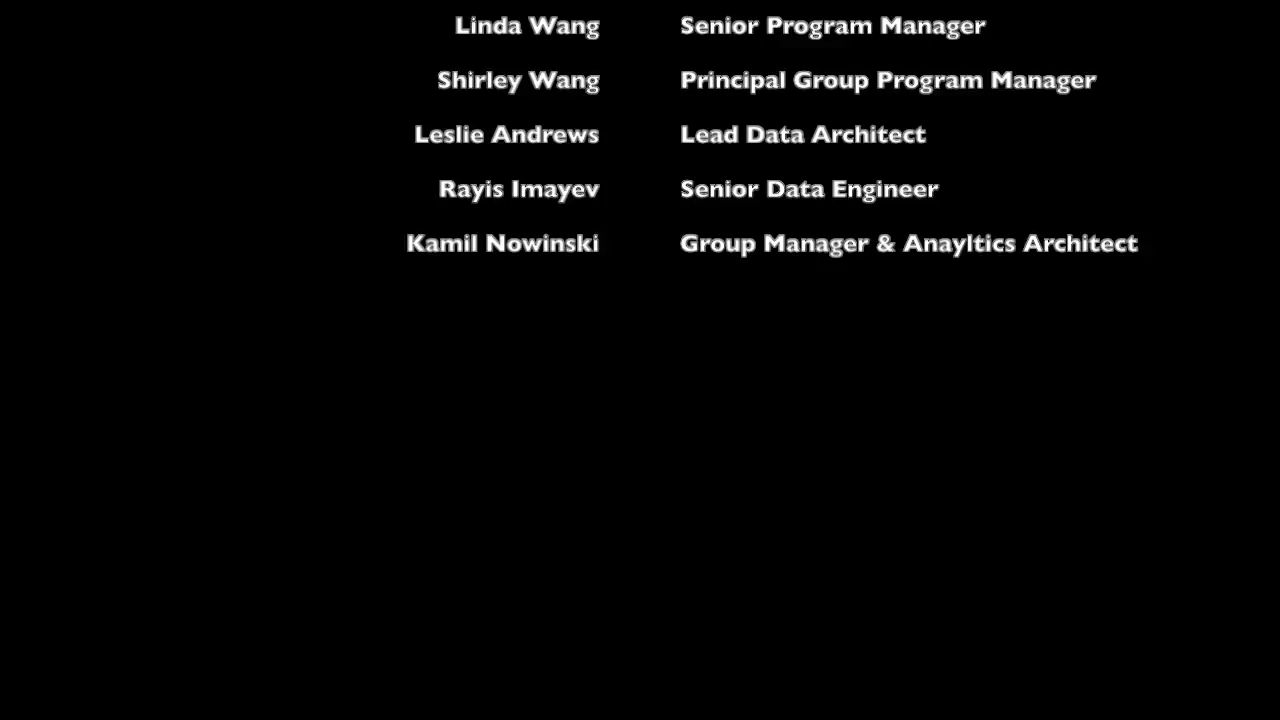 Linda Wang Senior Program Manager
Shirley Wang Principal Group Program Manager
Leslie Andrews Lead Data Architect
Rayis Imayev Senior Data Engineer
Kamil Nowinski Group Manager & Anayltics Architect